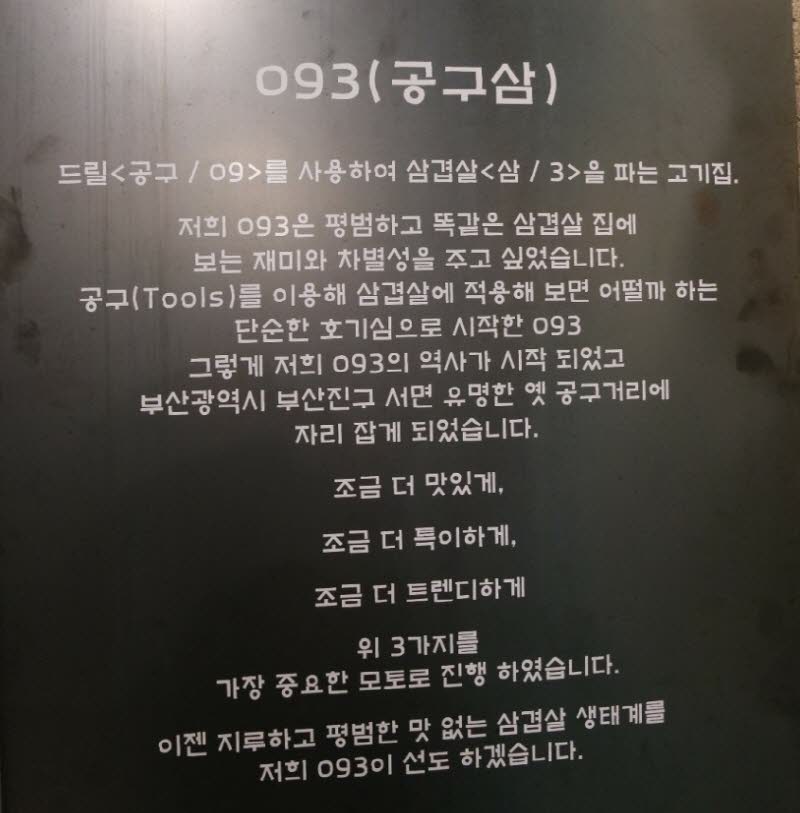 093(공구삼)
드릴<공구 / 09>를 사용하여 삼겹살<삼 / 3>을 파는 고기집.
저희 093은 평범하고 똑같은 삼겹살 집에
보는 재미와 차별성을 주고 싶었습니다.
공구(Tools)를 이용해 삼겹살에 적용해 보면 어떨까 하는
단순한 호기심으로 시작한 093
그렇게 저희 093의 역사가 시작 되었고
부산광역시 부산진구 서면 유명한 옛 공구거리에
자리 잡게 되었습니다.
조금 더 맛있게,
조금 더 특이하게,
조금 더 트렌디하게
위 3가지를
가장 중요한 모토로 진행 하였습니다.
이젠 지루하고 평범한 맛 없는 삼겹살 생태계를
저희 093이 선도 하겠습니다.